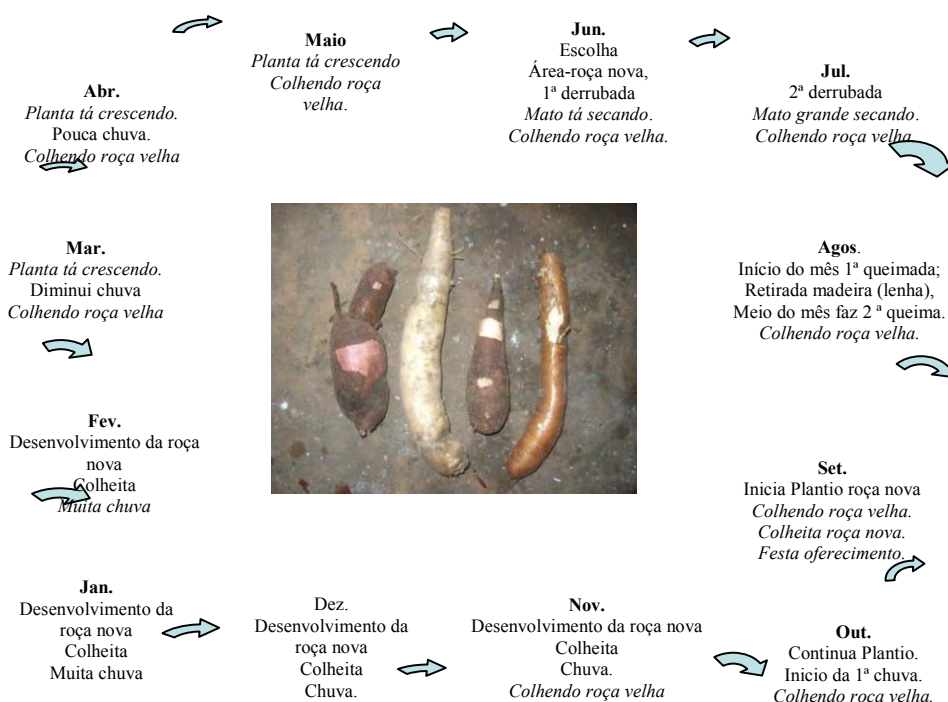 Jan.
Desenvolvimento da
roça nova
Colheita
Muita chuva
Fev.
Desenvolvimento da roça
nova
Colheita
Muita chuva
Mar.
Planta tá crescendo.
Diminui chuva
Colhendo roça velha
Abr.
Planta tá crescendo.
Pouca chuva.
Colhendo roça velha
Maio
Planta tá crescendo
Colhendo roça
velha.
Jun.
Escolha
Área-roça nova,
1ª derrubada
Mato tá secando.
Colhendo roça velha.
Jul.
2ª derrubada
Mato grande secando.
Colhendo roça velha
Agos.
Início do mês 1ª queimada;
Retirada madeira (lenha),
Meio do mês faz 2 ª queima.
Colhendo roça velha.
Set.
Inicia Plantio roça nova
Colhendo roça velha.
Colheita roça nova.
Festa oferecimento.
Out.
Continua Plantio.
Inicio da 1ª chuva.
Colhendo roça velha.
Nov.
Desenvolvimento da roça nova
Colheita
Chuva.
Colhendo roça velha
Dez.
Desenvolvimento da
roça nova
Colheita
Chuva.